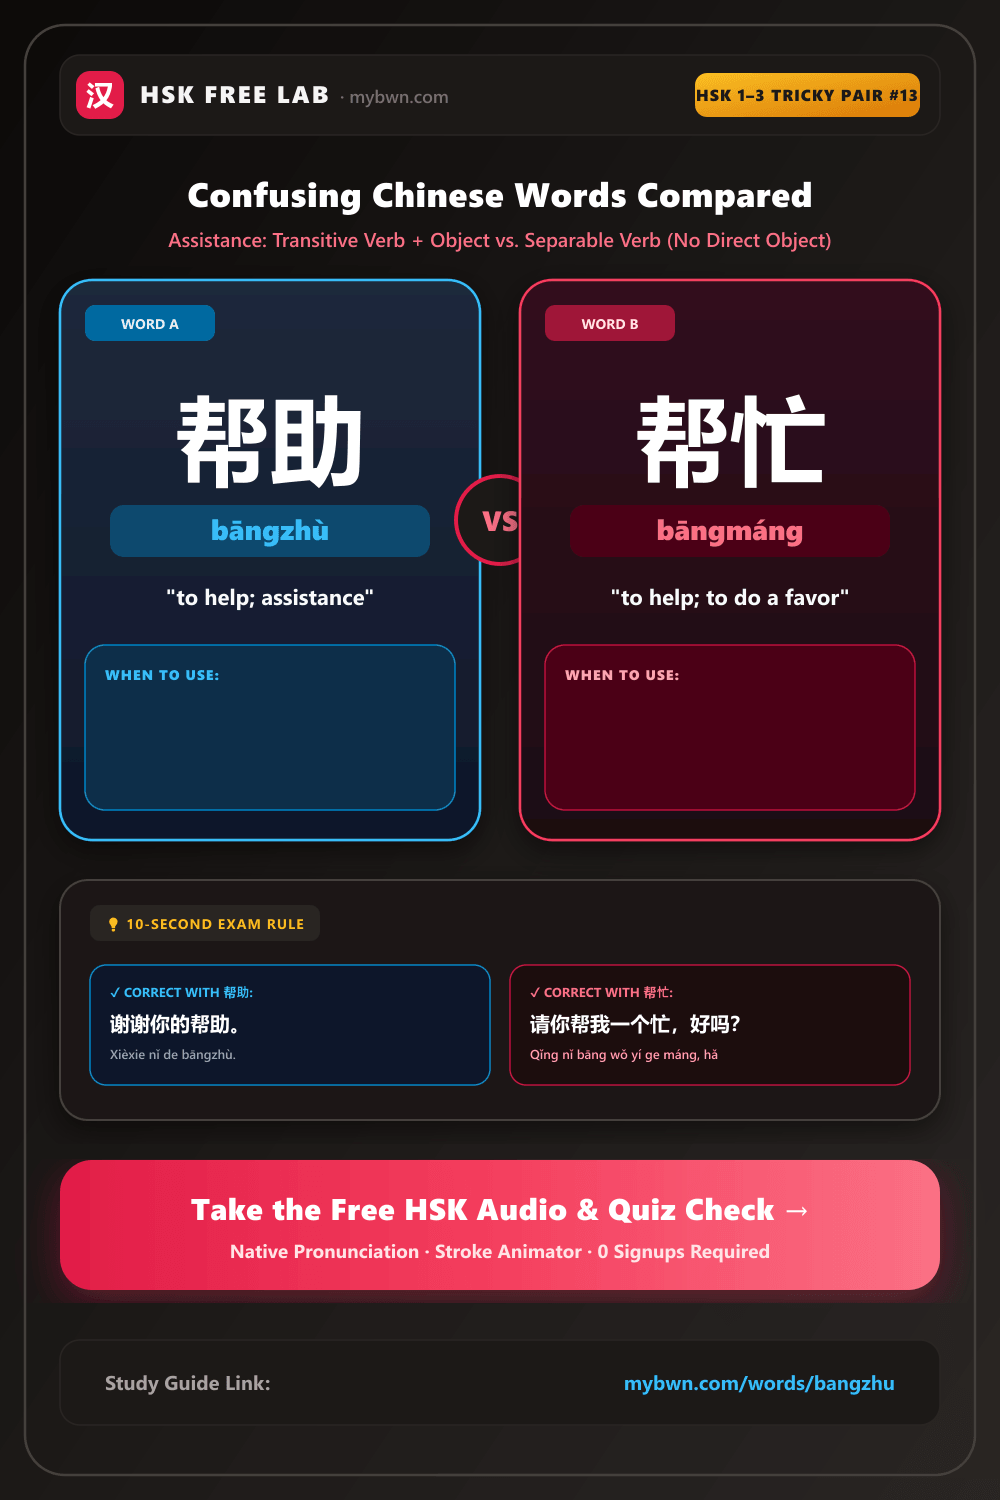 汉 HSK FREE LAB · mybwn.com
HSK 1–3 TRICKY PAIR #13
Confusing Chinese Words Compared
Assistance: Transitive Verb + Object vs. Separable Verb (No Direct Object)
WORD A
帮助
bāngzhù
"to help; assistance"
WHEN TO USE:
VS
WORD B
帮忙
bāngmáng
"to help; to do a favor"
WHEN TO USE:
10-SECOND EXAM RULE
✓ CORRECT WITH 帮助:
谢谢你的帮助。
Xièxie nǐ de bāngzhù.
✓ CORRECT WITH 帮忙:
请你帮我一个忙，好吗？
Qǐng nǐ bāng wǒ yí ge máng, hǎ
Take the Free HSK Audio & Quiz Check →
Native Pronunciation · Stroke Animator · 0 Signups Required
Study Guide Link:
mybwn.com/words/bangzhu